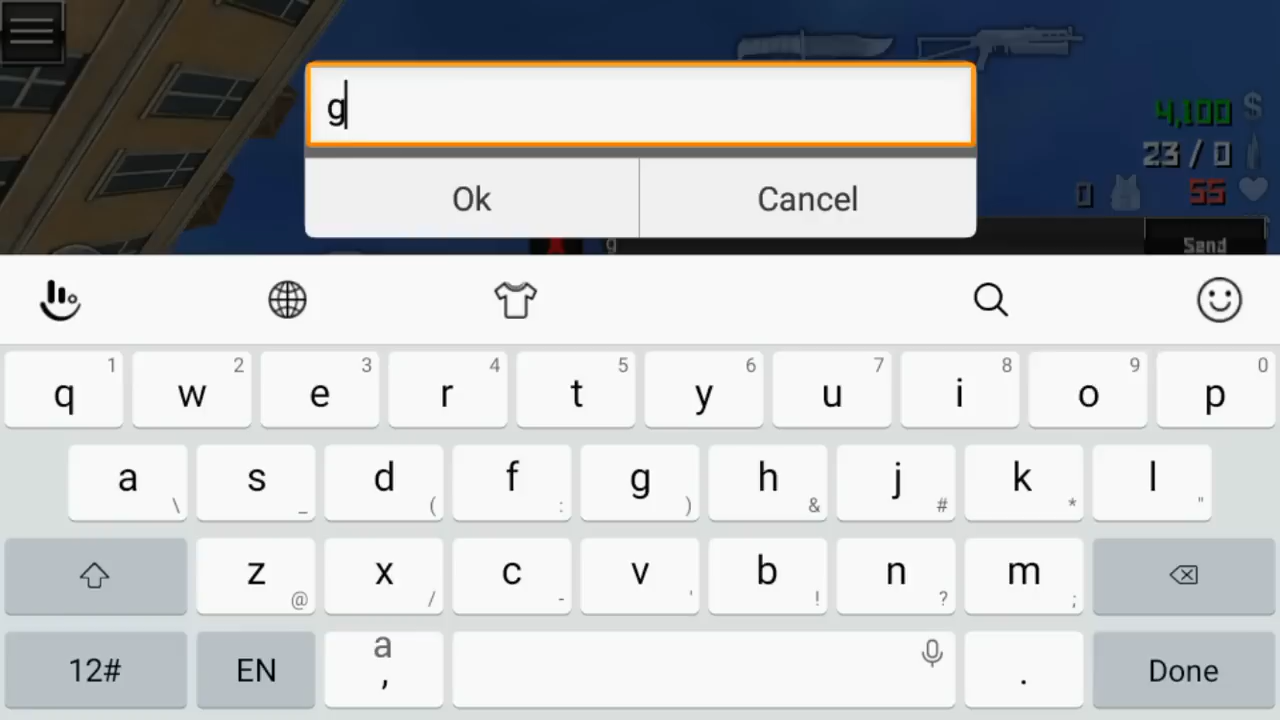 4,100 $
g
23 / 0
0 55
Ok Cancel
g Send
q 1 w 2 e 3 r 4 t 5 y 6 u 7 i 8 o 9 p 0
a \ s _ d ( f : g ) h & j # k * l "
z @ x / c - v ' b ! n ? m ;
12# EN a , . Done